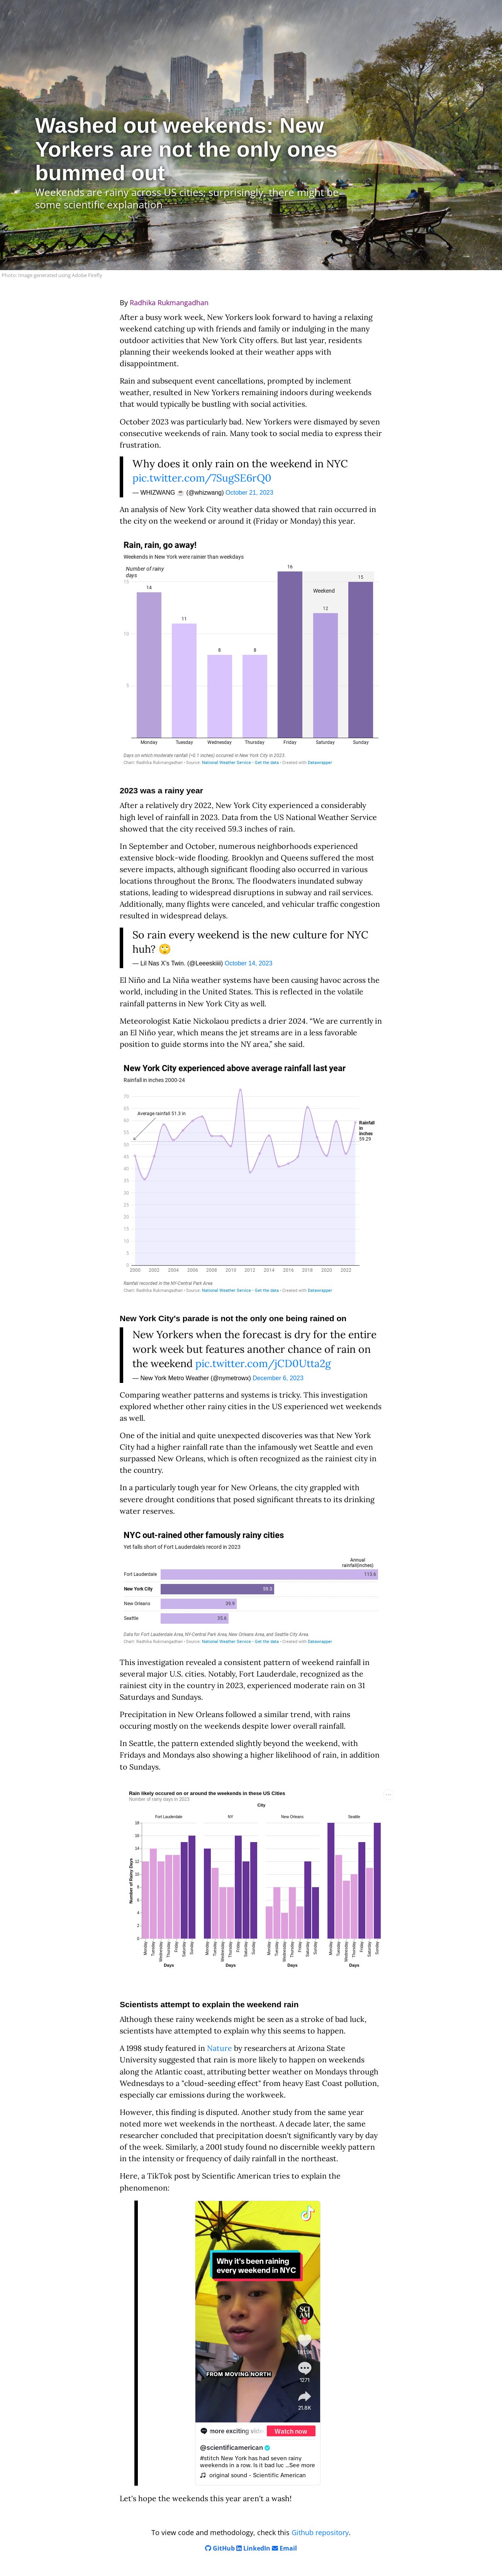 Washed out weekends: New
Yorkers are not the only ones
bummed out
Weekends are rainy across US cities; surprisingly, there might be
some scientific explanation
Photo: Image generated using Adobe Firefly
By Radhika Rukmangadhan
After a busy work week, New Yorkers look forward to having a relaxing
weekend catching up with friends and family or indulging in the many
outdoor activities that New York City offers. But last year, residents
planning their weekends looked at their weather apps with
disappointment.
Rain and subsequent event cancellations, prompted by inclement
weather, resulted in New Yorkers remaining indoors during weekends
that would typically be bustling with social activities.
October 2023 was particularly bad. New Yorkers were dismayed by seven
consecutive weekends of rain. Many took to social media to express their
frustration.
Why does it only rain on the weekend in NYC
pic.twitter.com/7SugSE6rQ0
— WHIZWANG ☕ (@whizwang) October 21, 2023
An analysis of New York City weather data showed that rain occurred in
the city on the weekend or around it (Friday or Monday) this year.
Rain, rain, go away!
Weekends in New York were rainier than weekdays
Number of rainy
days
15
10
5
14
11
8
8
16
12
15
Weekend
Monday Tuesday Wednesday Thursday Friday Saturday Sunday
Days on which moderate rainfall (>0.1 inches) occurred in New York City in 2023.
Chart: Radhika Rukmangadhan • Source: National Weather Service • Get the data • Created with Datawrapper
2023 was a rainy year
After a relatively dry 2022, New York City experienced a considerably
high level of rainfall in 2023. Data from the US National Weather Service
showed that the city received 59.3 inches of rain.
In September and October, numerous neighborhoods experienced
extensive block-wide flooding. Brooklyn and Queens suffered the most
severe impacts, although significant flooding also occurred in various
locations throughout the Bronx. The floodwaters inundated subway
stations, leading to widespread disruptions in subway and rail services.
Additionally, many flights were canceled, and vehicular traffic congestion
resulted in widespread delays.
So rain every weekend is the new culture for NYC
huh? 🙄
— Lil Nas X's Twin. (@Leeeskiiii) October 14, 2023
El Niño and La Niña weather systems have been causing havoc across the
world, including in the United States. This is reflected in the volatile
rainfall patterns in New York City as well.
Meteorologist Katie Nickolaou predicts a drier 2024. “We are currently in
an El Niño year, which means the jet streams are in a less favorable
position to guide storms into the NY area,” she said.
New York City experienced above average rainfall last year
Rainfall in inches 2000-24
70
65
60
55
50
45
40
35
30
25
20
15
10
5
0
Average rainfall 51.3 in
Rainfall
in
inches
59.29
2000 2002 2004 2006 2008 2010 2012 2014 2016 2018 2020 2022
Rainfall recorded in the NY-Central Park Area.
Chart: Radhika Rukmangadhan • Source: National Weather Service • Get the data • Created with Datawrapper
New York City's parade is not the only one being rained on
New Yorkers when the forecast is dry for the entire
work week but features another chance of rain on
the weekend pic.twitter.com/jCD0Utta2g
— New York Metro Weather (@nymetrowx) December 6, 2023
Comparing weather patterns and systems is tricky. This investigation
explored whether other rainy cities in the US experienced wet weekends
as well.
One of the initial and quite unexpected discoveries was that New York
City had a higher rainfall rate than the infamously wet Seattle and even
surpassed New Orleans, which is often recognized as the rainiest city in
the country.
In a particularly tough year for New Orleans, the city grappled with
severe drought conditions that posed significant threats to its drinking
water reserves.
NYC out-rained other famously rainy cities
Yet falls short of Fort Lauderdale's record in 2023
Annual
rainfall(inches)
Fort Lauderdale 113.6
New York City 59.3
New Orleans 39.9
Seattle 35.6
Data for Fort Lauderdale Area, NY-Central Park Area, New Orleans Area, and Seattle City Area.
Chart: Radhika Rukmangadhan • Source: National Weather Service • Get the data • Created with Datawrapper
This investigation revealed a consistent pattern of weekend rainfall in
several major U.S. cities. Notably, Fort Lauderdale, recognized as the
rainiest city in the country in 2023, experienced moderate rain on 31
Saturdays and Sundays.
Precipitation in New Orleans followed a similar trend, with rains
occuring mostly on the weekends despite lower overall rainfall.
In Seattle, the pattern extended slightly beyond the weekend, with
Fridays and Mondays also showing a higher likelihood of rain, in addition
to Sundays.
Rain likely occured on or around the weekends in these US Cities
Number of rainy days in 2023
City
Fort Lauderdale NY New Orleans Seattle
Number of Rainy Days
18
16
14
12
10
8
6
4
2
0
Monday Tuesday Wednesday Thursday Friday Saturday Sunday
Monday Tuesday Wednesday Thursday Friday Saturday Sunday
Monday Tuesday Wednesday Thursday Friday Saturday Sunday
Monday Tuesday Wednesday Thursday Friday Saturday Sunday
Days Days Days Days
Scientists attempt to explain the weekend rain
Although these rainy weekends might be seen as a stroke of bad luck,
scientists have attempted to explain why this seems to happen.
A 1998 study featured in Nature by researchers at Arizona State
University suggested that rain is more likely to happen on weekends
along the Atlantic coast, attributing better weather on Mondays through
Wednesdays to a "cloud-seeding effect" from heavy East Coast pollution,
especially car emissions during the workweek.
However, this finding is disputed. Another study from the same year
noted more wet weekends in the northeast. A decade later, the same
researcher concluded that precipitation doesn't significantly vary by day
of the week. Similarly, a 2001 study found no discernible weekly pattern
in the intensity or frequency of daily rainfall in the northeast.
Here, a TikTok post by Scientific American tries to explain the
phenomenon:
Why it's been raining
every weekend in NYC
SCI
AM
FROM MOVING NORTH
1271
21.8K
more exciting vide
Watch now
@scientificamerican
#stitch New York has had seven rainy
weekends in a row. Is it bad luc ...See more
original sound - Scientific American
Let's hope the weekends this year aren't a wash!
To view code and methodology, check this Github repository.
GitHub LinkedIn Email